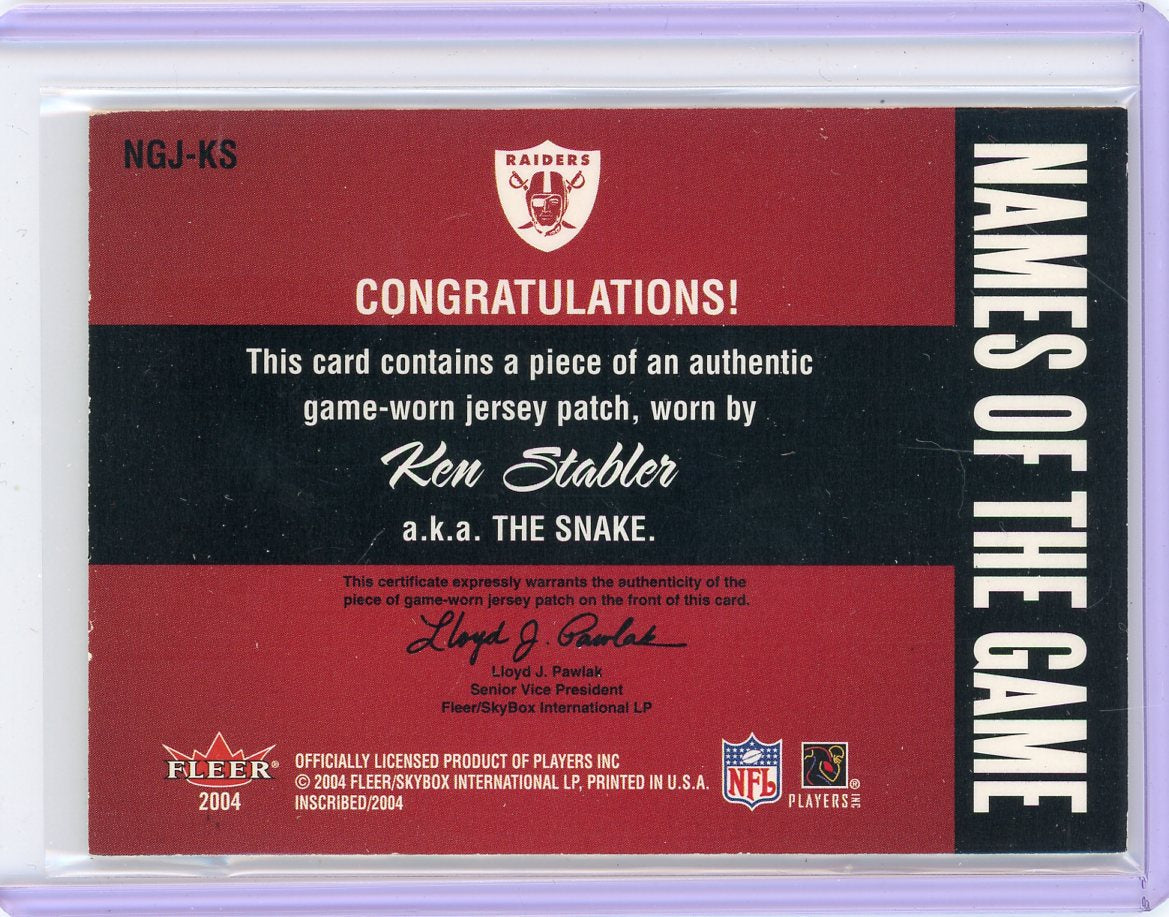 NGJ-KS
RAIDERS
CONGRATULATIONS!
This card contains a piece of an authentic
game-worn jersey patch, worn by
Ken Stabler
a.k.a. THE SNAKE.
This certificate expressly warrants the authenticity of the
piece of game-worn jersey patch on the front of this card.
Lloyd J. Pawlak
Lloyd J. Pawlak
Senior Vice President
Fleer/SkyBox International LP
FLEER®
2004
OFFICIALLY LICENSED PRODUCT OF PLAYERS INC
© 2004 FLEER/SKYBOX INTERNATIONAL LP, PRINTED IN U.S.A.
INSCRIBED/2004
NFL
®
PLAYERS INC
NAMES OF THE GAME